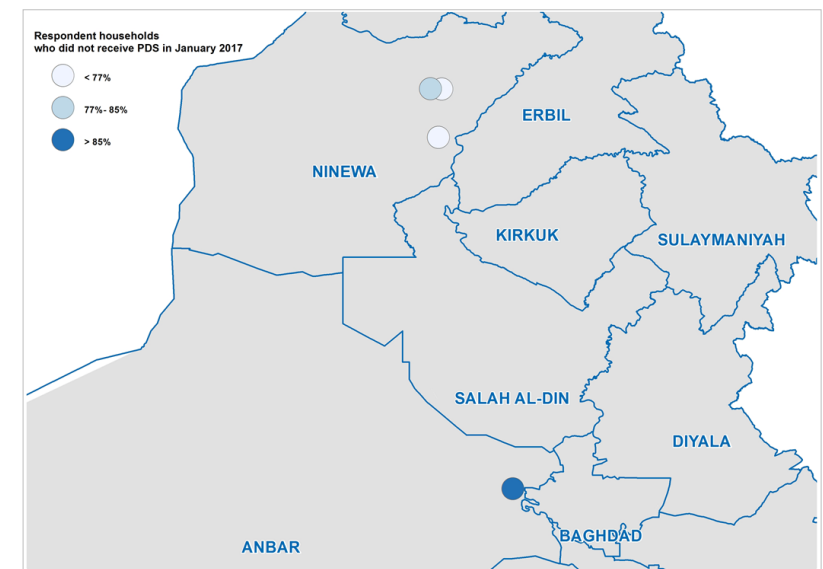 Respondent households
who did not receive PDS in January 2017
< 77%
77%- 85%
> 85%
ERBIL
NINEWA
KIRKUK
SULAYMANIYAH
SALAH AL-DIN
DIYALA
BAGHDAD
ANBAR